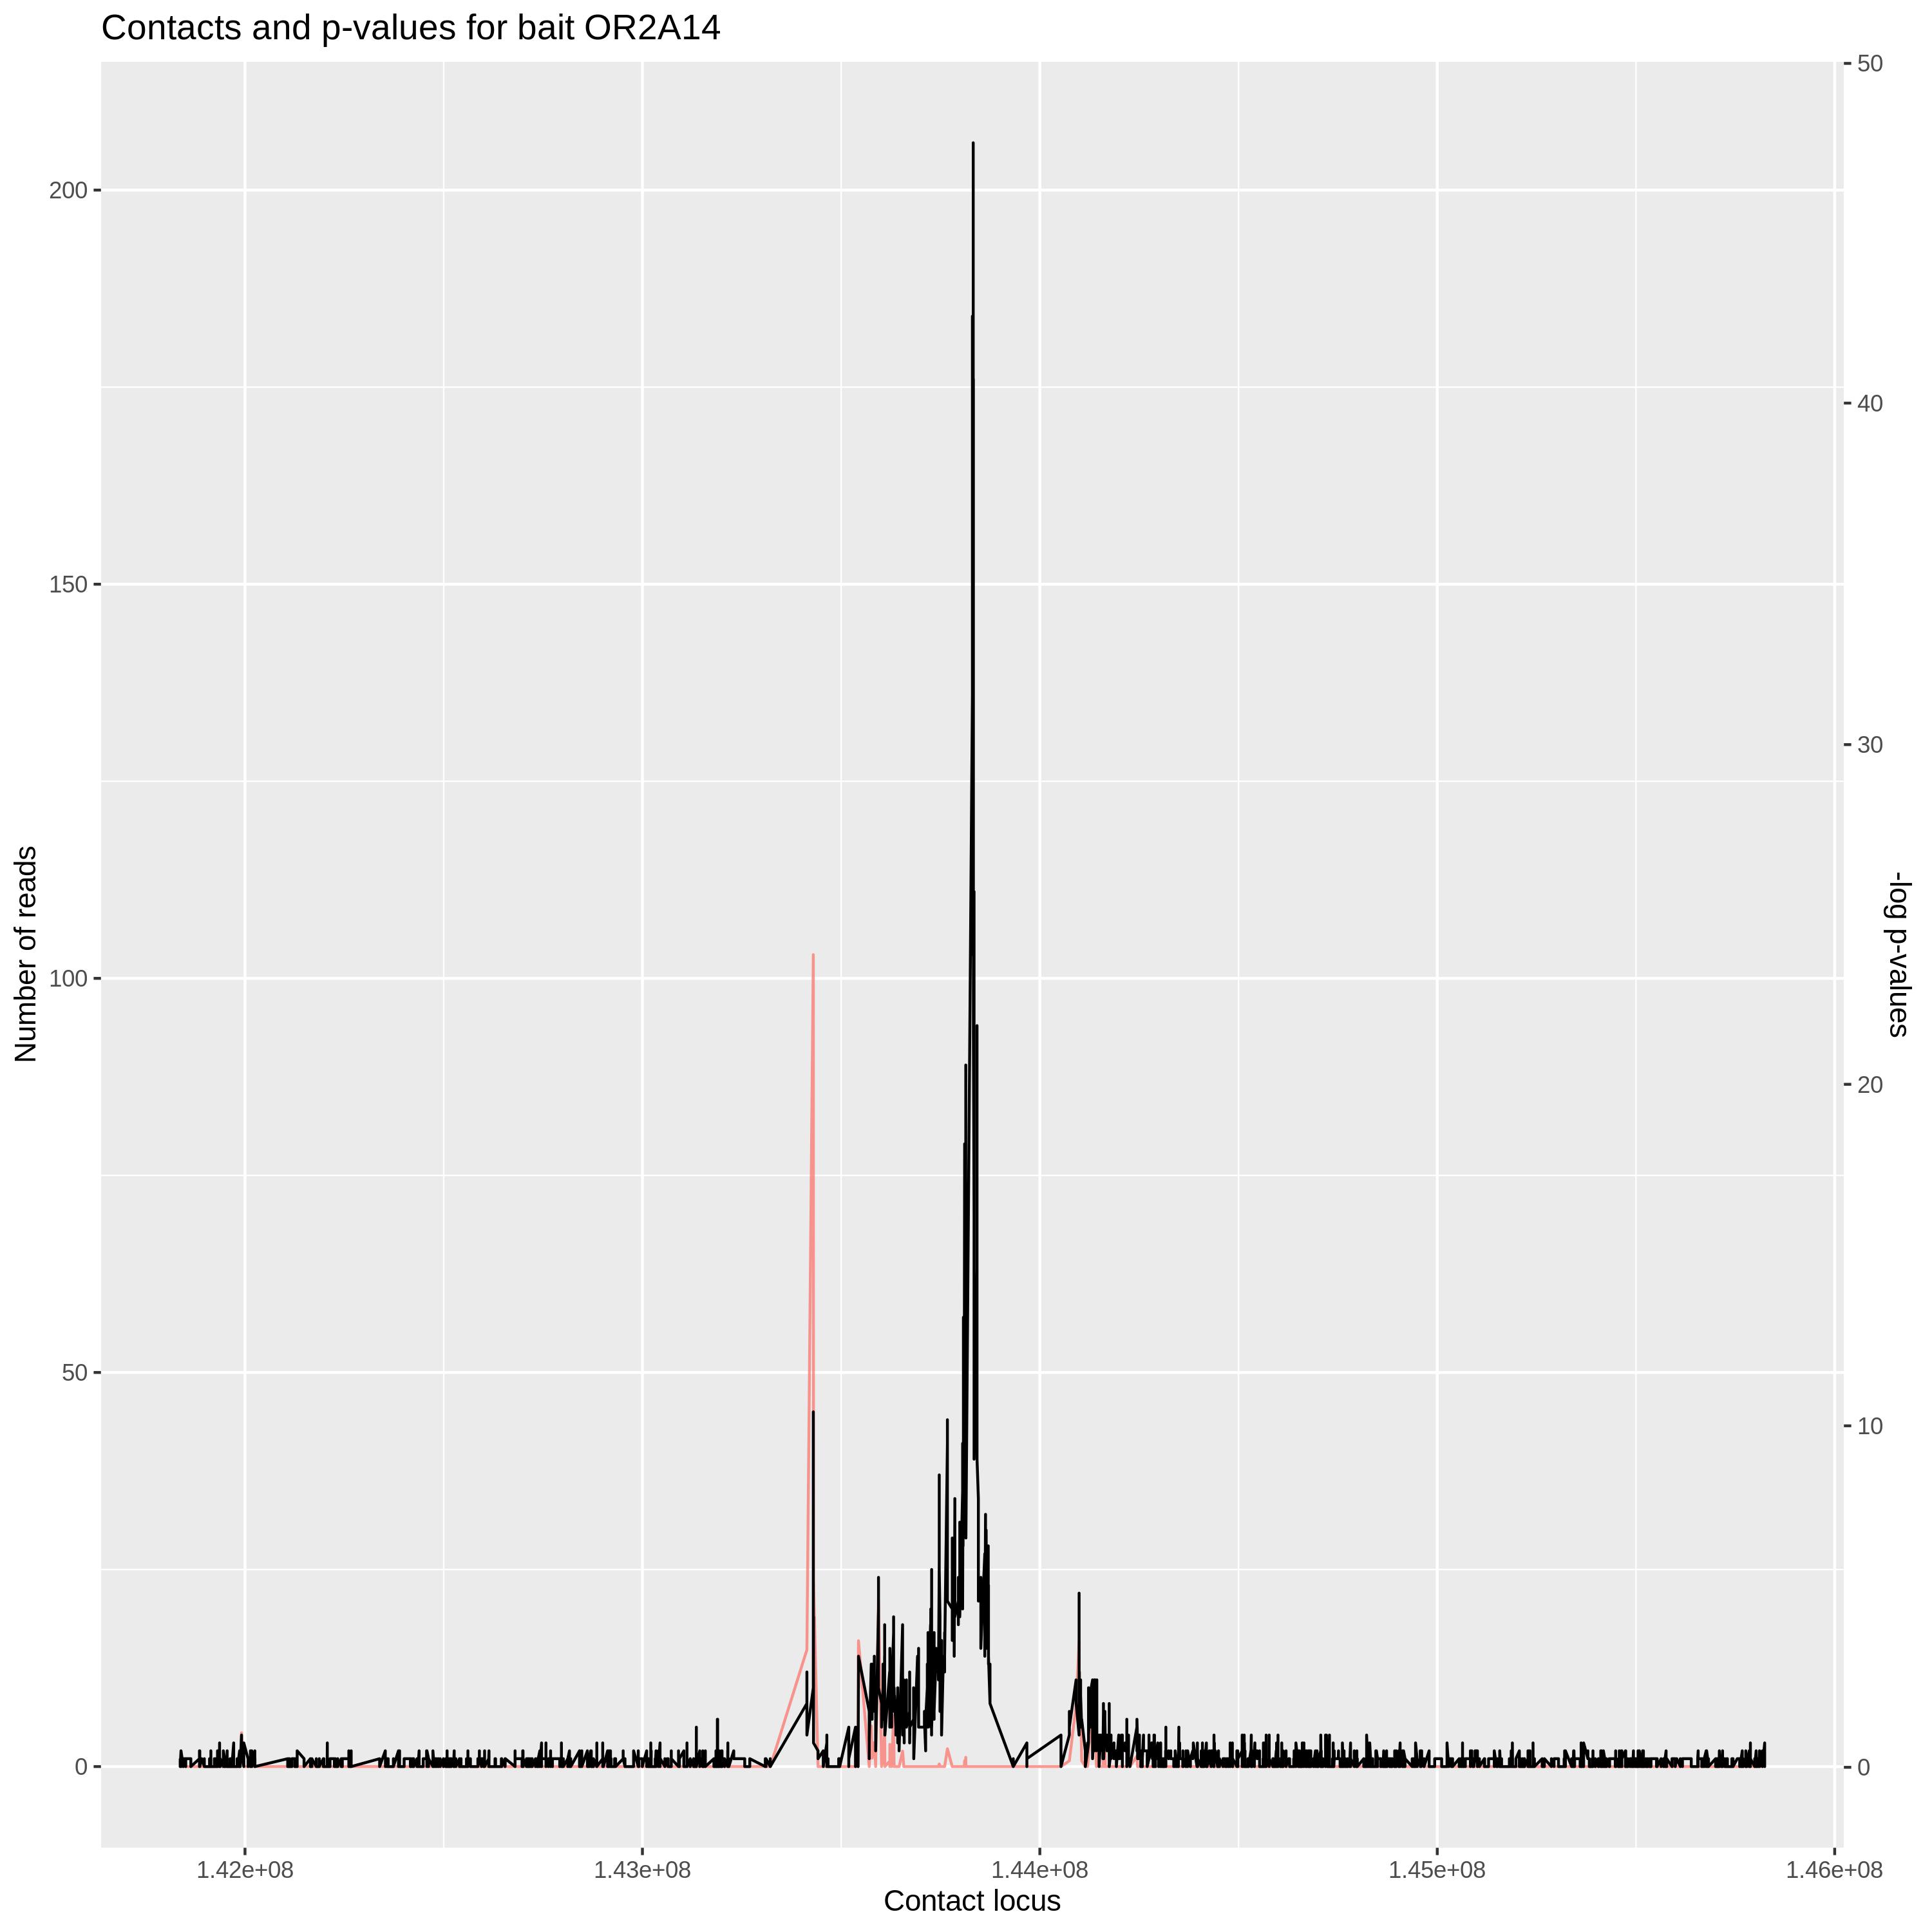 Contacts and p-values for bait OR2A14
50
200
40
150
30
Number of reads
-log p-values
100
20
50
10
0
0
1.42e+08
1.43e+08
1.44e+08
1.45e+08
1.46e+08
Contact locus